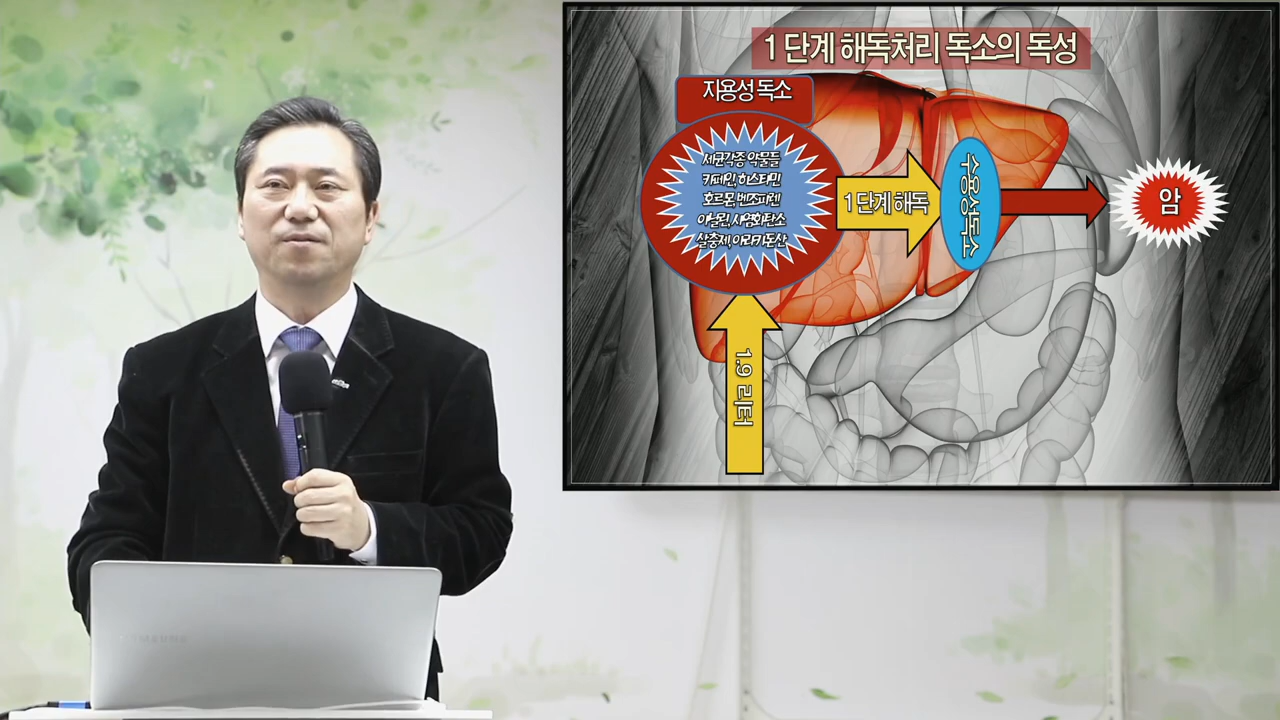 1 단계 해독처리 독소의 독성
지용성 독소
세균각종 약물들
카페인, 히스타민
호르몬, 벤조피렌
아닐린, 사염화탄소
살충제, 아라키돈산
1 단계 해독
수용성독소
암
1.9 리터